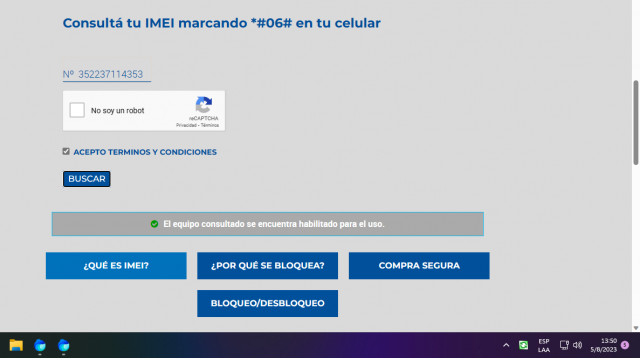 Consultá tu IMEI marcando *#06# en tu celular
Nº 352237114353
No soy un robot
reCAPTCHA
Privacidad - Términos
ACEPTO TERMINOS Y CONDICIONES
BUSCAR
El equipo consultado se encuentra habilitado para el uso.
¿QUÉ ES IMEI?
¿POR QUÉ SE BLOQUEA?
COMPRA SEGURA
BLOQUEO/DESBLOQUEO
ESP
LAA
13:50
5/8/2023
1